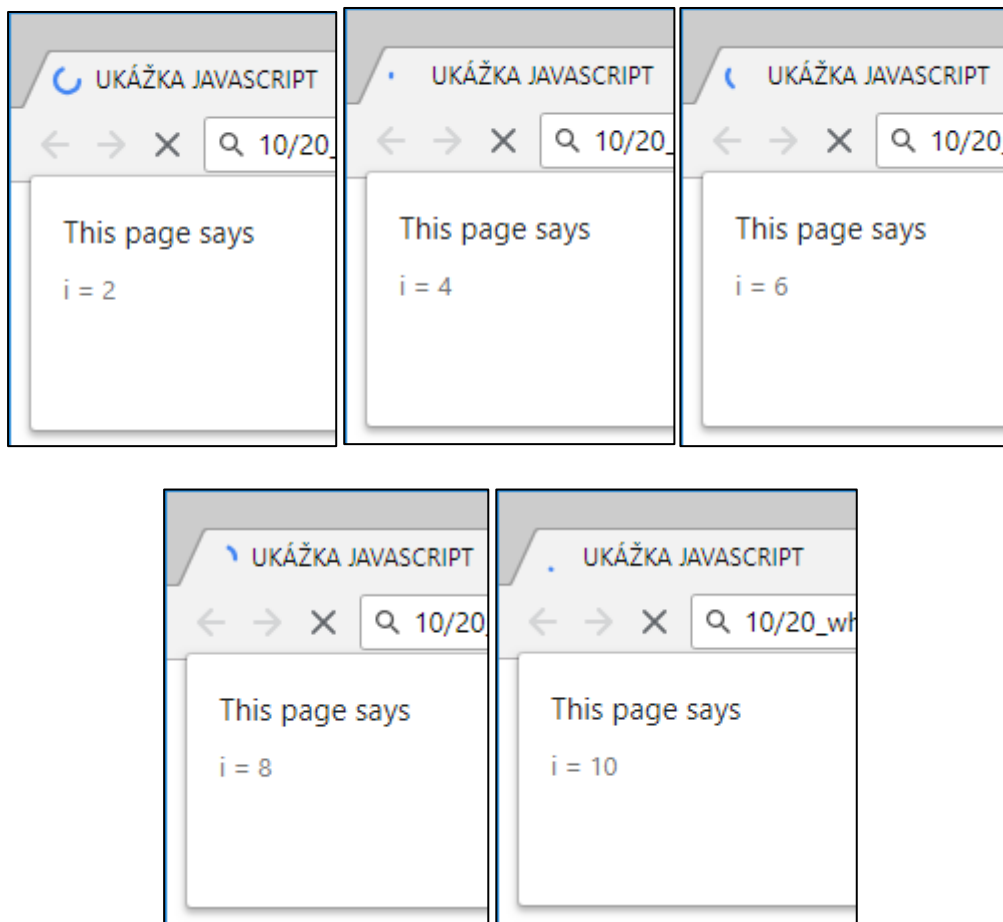 UKÁŽKA JAVASCRIPT
10/20_
This page says
i = 2
UKÁŽKA JAVASCRIPT
10/20_
This page says
i = 4
UKÁŽKA JAVASCRIPT
10/20_
This page says
i = 6
UKÁŽKA JAVASCRIPT
10/20_
This page says
i = 8
UKÁŽKA JAVASCRIPT
10/20_wh
This page says
i = 10